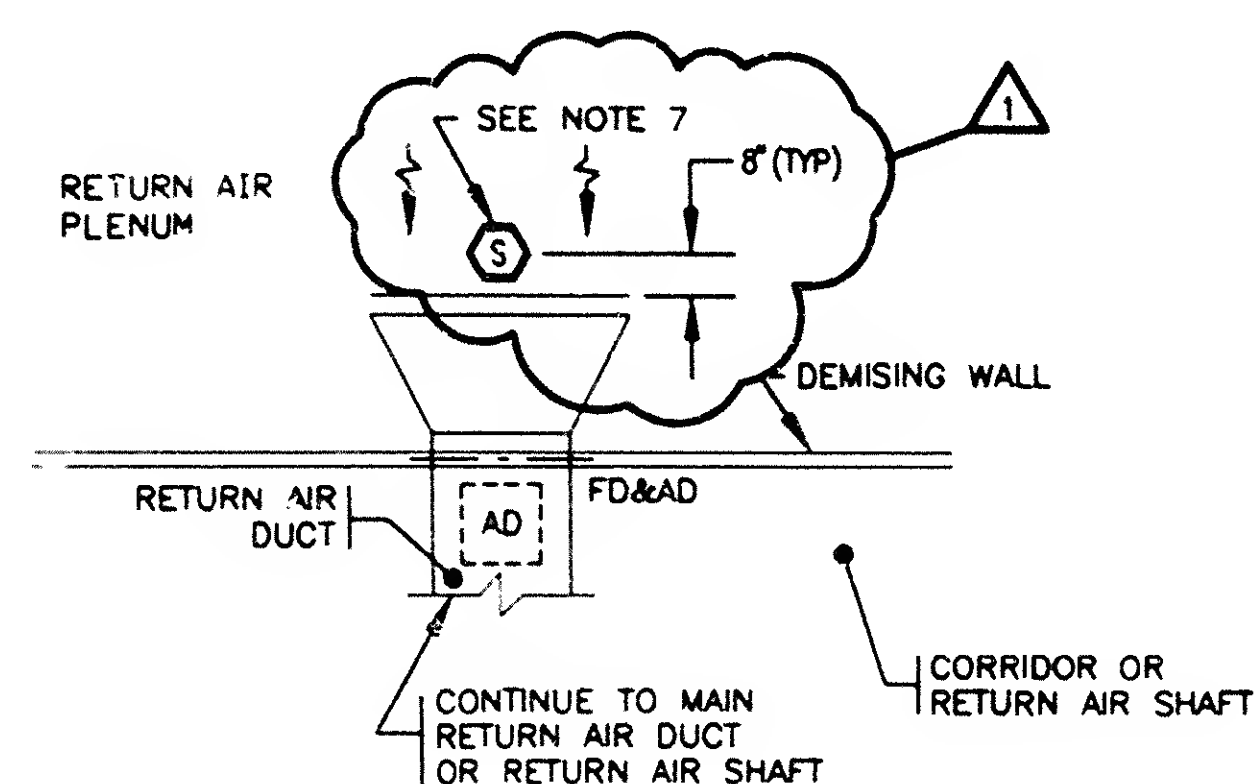 SEE NOTE 7
1
8" (TYP)
RETURN AIR
PLENUM
S
DEMISING WALL
RETURN AIR
DUCT
FD&AD
AD
CORRIDOR OR
RETURN AIR SHAFT
CONTINUE TO MAIN
RETURN AIR DUCT
OR RETURN AIR SHAFT